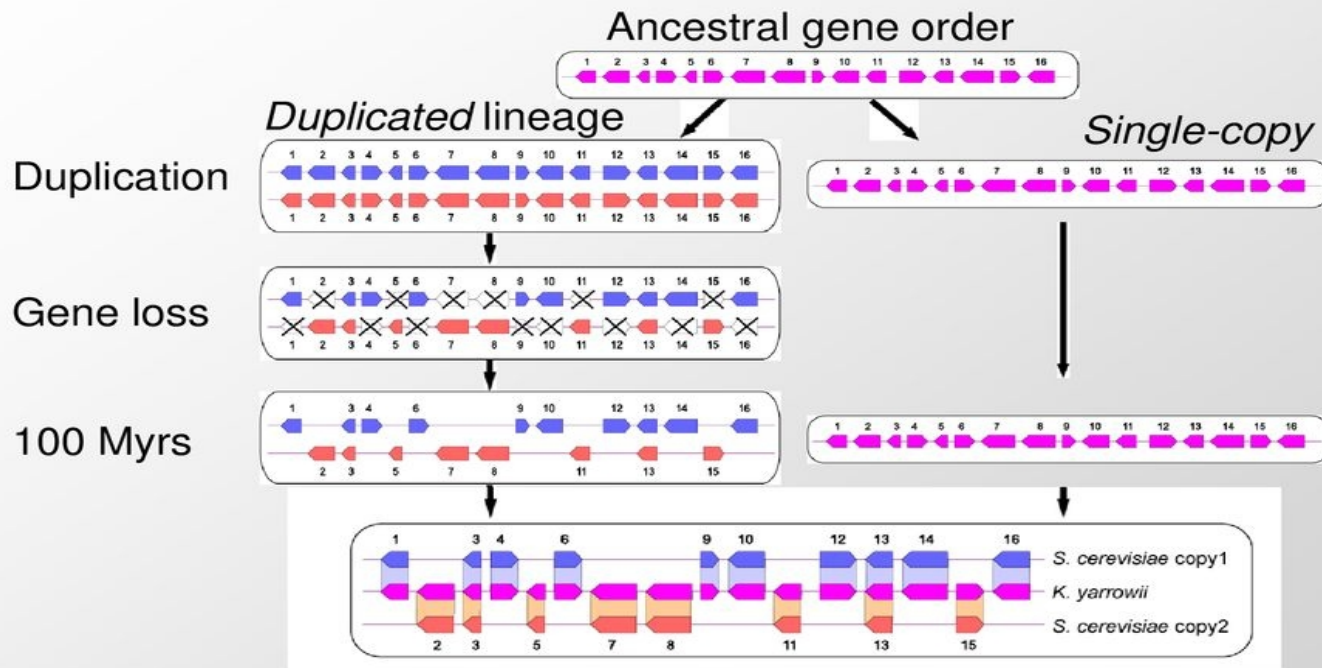 Ancestral gene order
1 2 3 4 5 6 7 8 9 10 11 12 13 14 15 16
Duplicated lineage
Single-copy
Duplication
1 2 3 4 5 6 7 8 9 10 11 12 13 14 15 16
1 2 3 4 5 6 7 8 9 10 11 12 13 14 15 16
1 2 3 4 5 6 7 8 9 10 11 12 13 14 15 16
Gene loss
1 2 3 4 5 6 7 8 9 10 11 12 13 14 15 16
1 2 3 4 5 6 7 8 9 10 11 12 13 14 15 16
100 Myrs
1 3 4 6 9 10 12 13 14 16
2 3 5 7 8 11 13 15
1 2 3 4 5 6 7 8 9 10 11 12 13 14 15 16
1 3 4 6 9 10 12 13 14 16
S. cerevisiae copy1
K. yarrowii
S. cerevisiae copy2
2 3 5 7 8 11 13 15